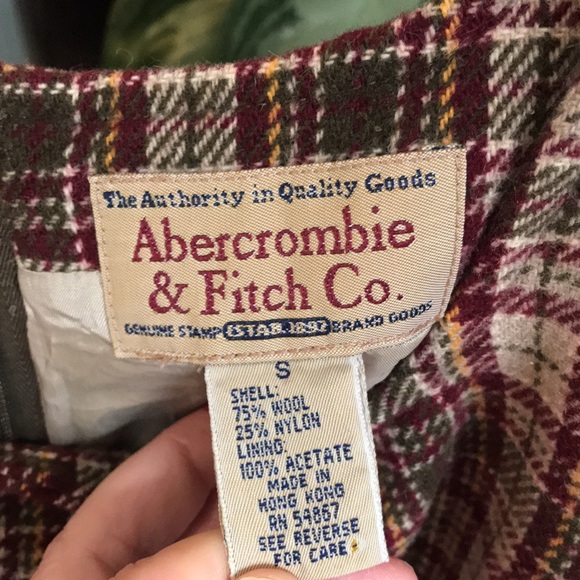 The Authority in Quality Goods
Abercrombie
& Fitch Co.
GENUINE STAMP ESTAB. 1892 BRAND GOODS
S
SHELL:
75% WOOL
25% NYLON
LINING:
100% ACETATE
MADE IN
HONG KONG
RN 54867
SEE REVERSE
FOR CARE